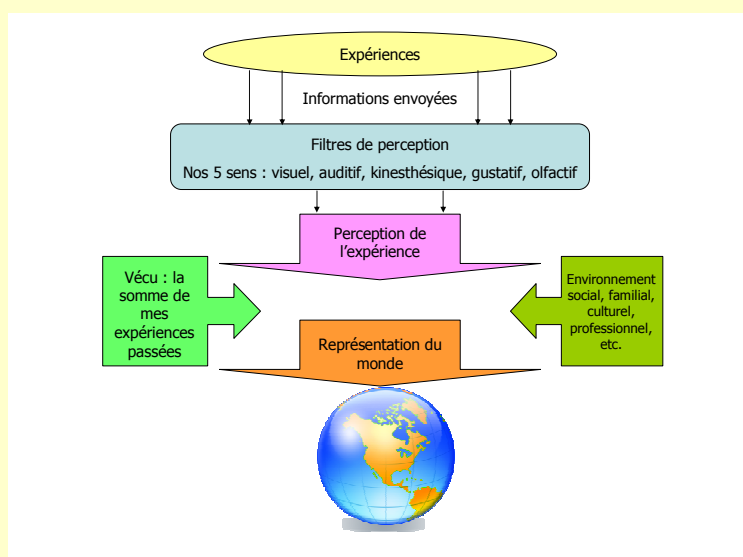 Expériences
Informations envoyées
Filtres de perception
Nos 5 sens : visuel, auditif, kinesthésique, gustatif, olfactif
Perception de
l'expérience
Vécu : la
somme de
mes
expériences
passées
Environnement
social, familial,
culturel,
professionnel,
etc.
Représentation du
monde